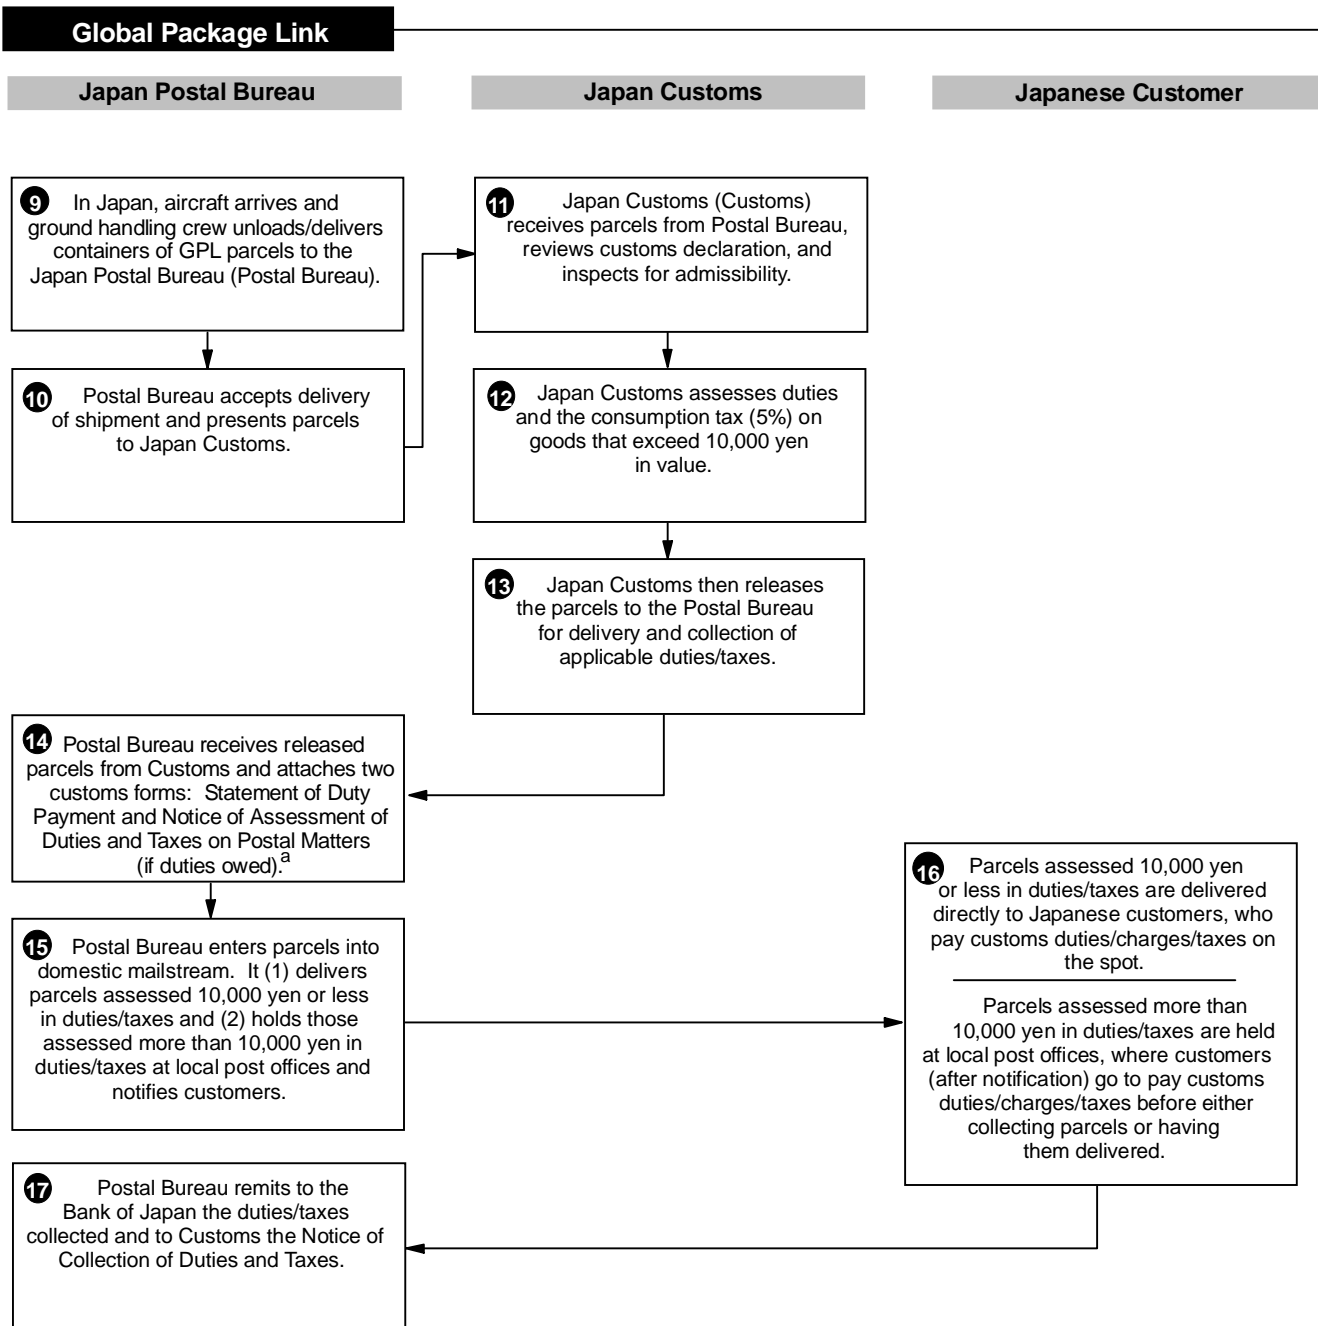 Global Package Link
Japan Postal Bureau
Japan Customs
Japanese Customer
9 In Japan, aircraft arrives and
ground handling crew unloads/delivers
containers of GPL parcels to the
Japan Postal Bureau (Postal Bureau).
10 Postal Bureau accepts delivery
of shipment and presents parcels
to Japan Customs.
11 Japan Customs (Customs)
receives parcels from Postal Bureau,
reviews customs declaration, and
inspects for admissibility.
12 Japan Customs assesses duties
and the consumption tax (5%) on
goods that exceed 10,000 yen
in value.
13 Japan Customs then releases
the parcels to the Postal Bureau
for delivery and collection of
applicable duties/taxes.
14 Postal Bureau receives released
parcels from Customs and attaches two
customs forms: Statement of Duty
Payment and Notice of Assessment of
Duties and Taxes on Postal Matters
(if duties owed).a
15 Postal Bureau enters parcels into
domestic mailstream. It (1) delivers
parcels assessed 10,000 yen or less
in duties/taxes and (2) holds those
assessed more than 10,000 yen in
duties/taxes at local post offices and
notifies customers.
16 Parcels assessed 10,000 yen
or less in duties/taxes are delivered
directly to Japanese customers, who
pay customs duties/charges/taxes on
the spot.
Parcels assessed more than
10,000 yen in duties/taxes are held
at local post offices, where customers
(after notification) go to pay customs
duties/charges/taxes before either
collecting parcels or having
them delivered.
17 Postal Bureau remits to the
Bank of Japan the duties/taxes
collected and to Customs the Notice of
Collection of Duties and Taxes.